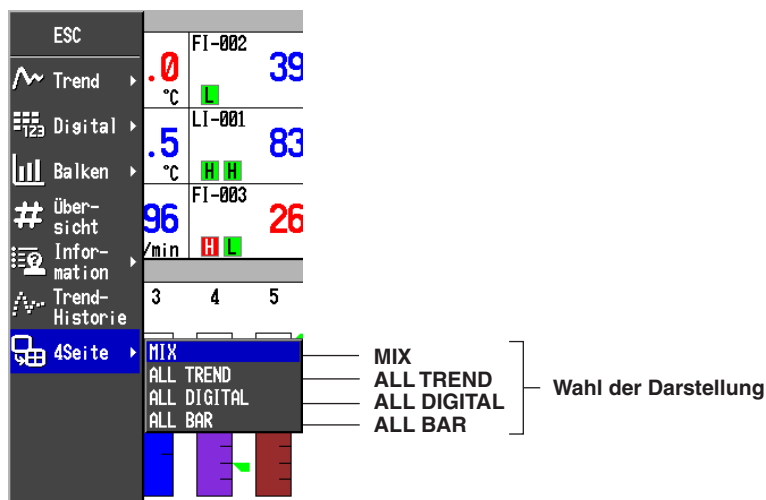 ESC
Trend
Digital
Balken
Über-
sicht
Infor-
mation
Trend-
Historie
4Seite
.0
°C
FI-002
39
L
.5
°C
LI-001
83
H H
96
/min
FI-003
26
H L
3 4 5
MIX
ALL TREND
ALL DIGITAL
ALL BAR
MIX
ALL TREND
ALL DIGITAL
ALL BAR
Wahl der Darstellung